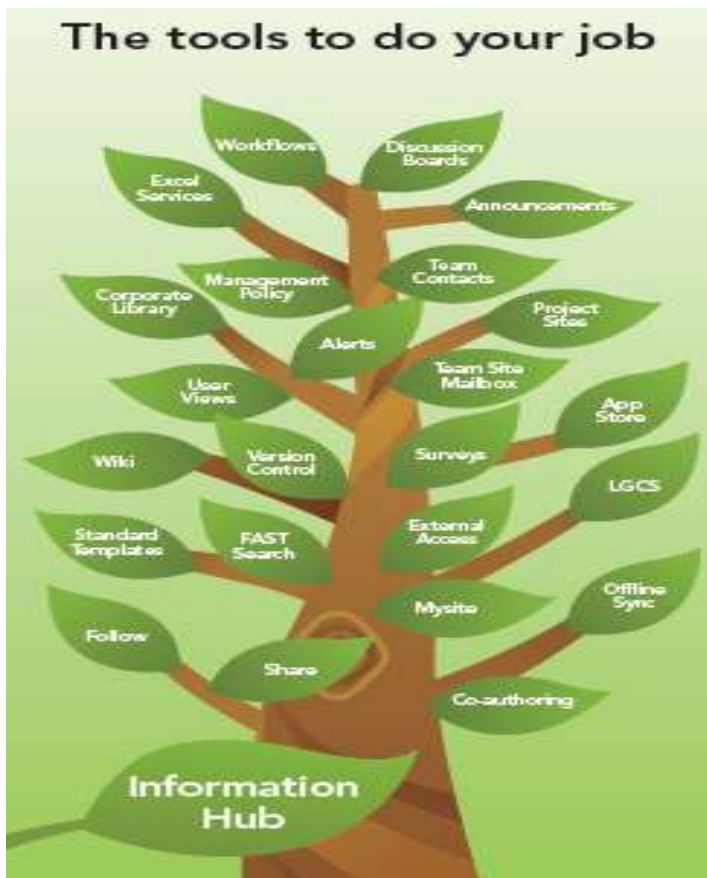 The tools to do your job
Workflows
Discussion
Boards
Excel
Services
Announcements
Management
Policy
Team
Contacts
Corporate
Library
Alerts
Project
Sites
User
Views
Team Site
Mailbox
App
Store
Wiki
Version
Control
Surveys
LGCS
Standard
Templates
FAST
Search
External
Access
Mysite
Offline
Sync
Follow
Share
Co-authoring
Information
Hub